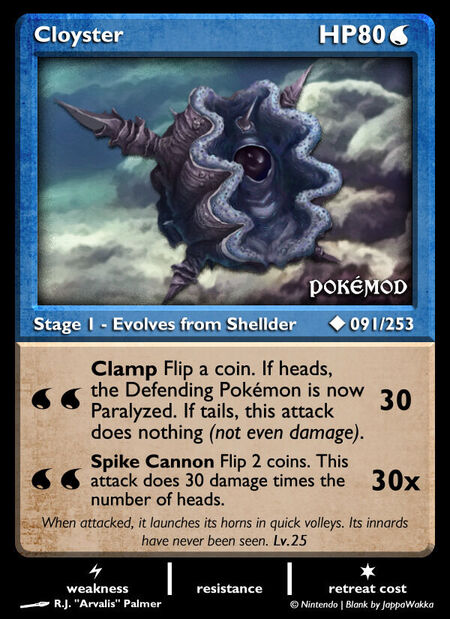 Cloyster HP80
POKÉMOD
Stage 1 - Evolves from Shellder 091/253
Clamp Flip a coin. If heads,
the Defending Pokémon is now
Paralyzed. If tails, this attack
does nothing (not even damage).
30
Spike Cannon Flip 2 coins. This
attack does 30 damage times the
number of heads.
30x
When attacked, it launches its horns in quick volleys. Its innards
have never been seen. Lv.25
weakness resistance retreat cost
R.J. "Arvalis" Palmer © Nintendo | Blank by JappaWakka